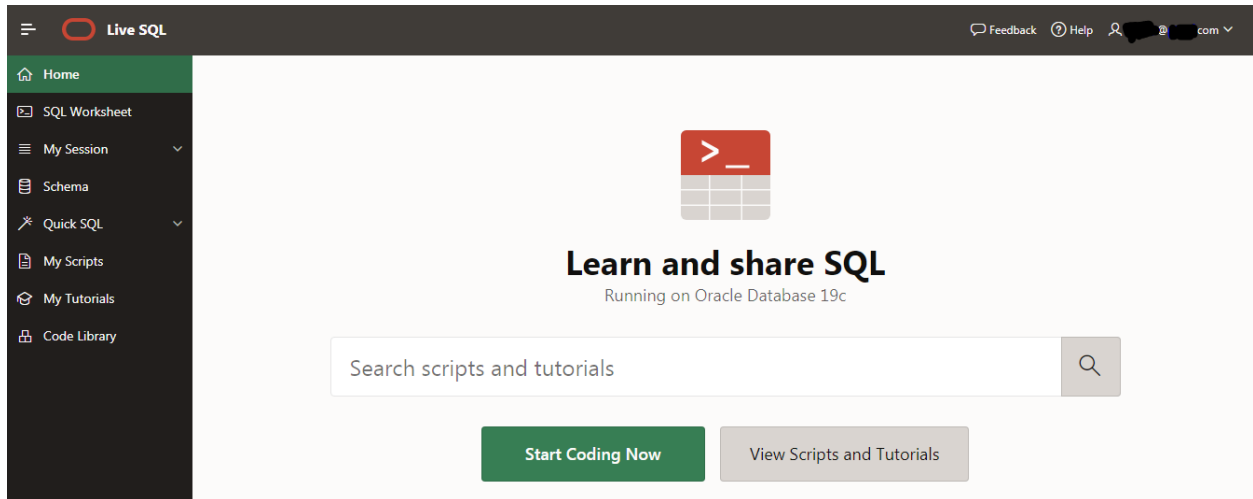 Live SQL
Feedback Help @ com
Home
SQL Worksheet
My Session
Schema
Quick SQL
My Scripts
My Tutorials
Code Library
>_
Learn and share SQL
Running on Oracle Database 19c
Search scripts and tutorials
Start Coding Now View Scripts and Tutorials